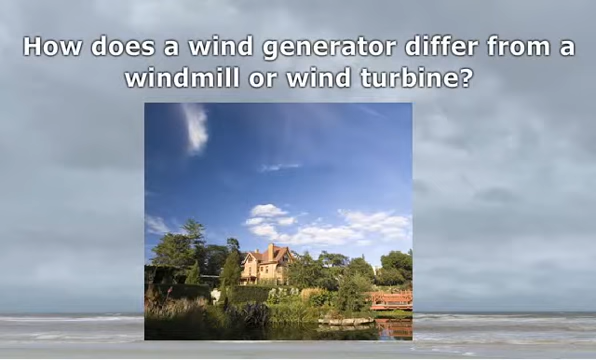 How does a wind generator differ from a
windmill or wind turbine?